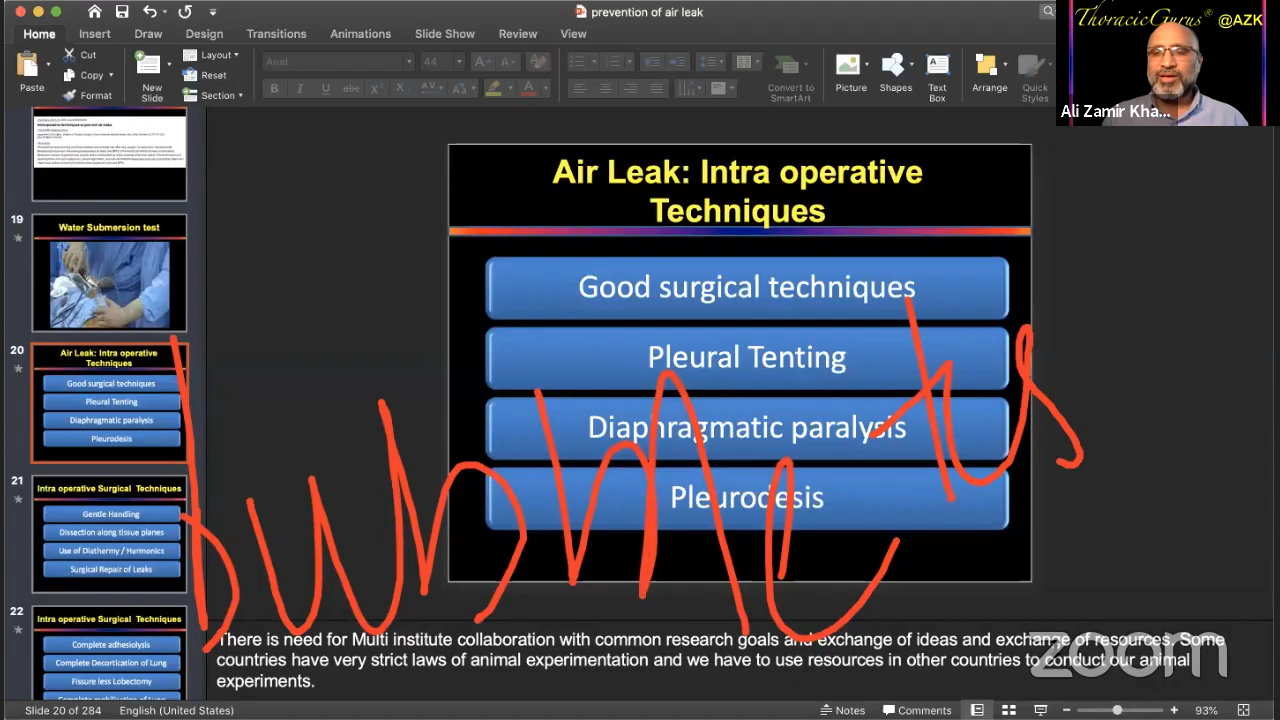 prevention of air leak
ThoracicGurus® @AZK
Home Insert Draw Design Transitions Animations Slide Show Review View
Paste
Cut
Copy
Format
New Slide
Layout
Reset
Section
Arial 44
Convert to SmartArt
Picture
Shapes
Text Box
Arrange
Quick Styles
Ali Zamir Kha...
19
Water Submersion test
20
Air Leak: Intra operative Techniques
Good surgical techniques
Pleural Tenting
Diaphragmatic paralysis
Pleurodesis
21
Intra operative Surgical Techniques
Gentle Handling
Dissection along tissue planes
Use of Diathermy / Harmonics
Surgical Repair of Leaks
22
Intra operative Surgical Techniques
Complete adhesiolysis
Complete Decortication of Lung
Fissure less Lobectomy
Air Leak: Intra operative
Techniques
Good surgical techniques
Pleural Tenting
Diaphragmatic paralysis
Pleurodesis
There is need for Multi institute collaboration with common research goals and exchange of ideas and exchange of resources. Some
countries have very strict laws of animal experimentation and we have to use resources in other countries to conduct our animal
experiments.
zoom
Slide 20 of 284 English (United States) Notes Comments 93%